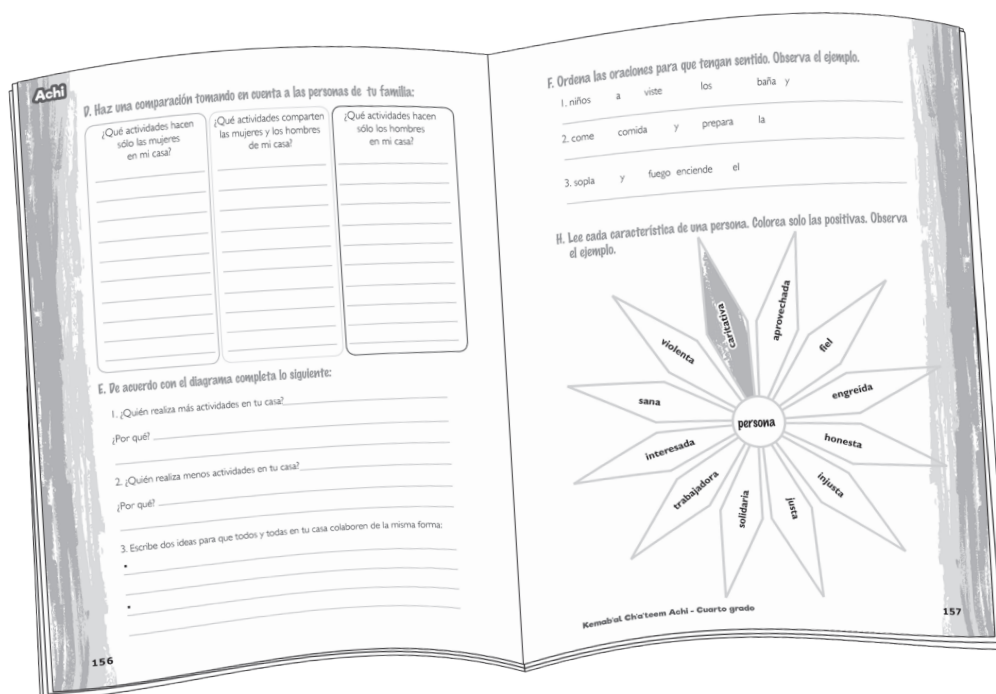 Achi
D. Haz una comparación tomando en cuenta a las personas de tu familia:
¿Qué actividades hacen
sólo las mujeres
en mi casa?
¿Qué actividades comparten
las mujeres y los hombres
de mi casa?
¿Qué actividades hacen
sólo los hombres
en mi casa?
E. De acuerdo con el diagrama completa lo siguiente:
1. ¿Quién realiza más actividades en tu casa?
¿Por qué?
2. ¿Quién realiza menos actividades en tu casa?
¿Por qué?
3. Escribe dos ideas para que todos y todas en tu casa colaboren de la misma forma:
•
•
156
F. Ordena las oraciones para que tengan sentido. Observa el ejemplo.
1. niños a viste los baña y
2. come comida y prepara la
3. sopla y fuego enciende el
H. Lee cada característica de una persona. Colorea solo las positivas. Observa
el ejemplo.
caritativa
aprovechada
fiel
engreída
honesta
injusta
justa
solidaria
trabajadora
interesada
sana
violenta
persona
Kemab'al Ch'a'teem Achi - Cuarto grado
157